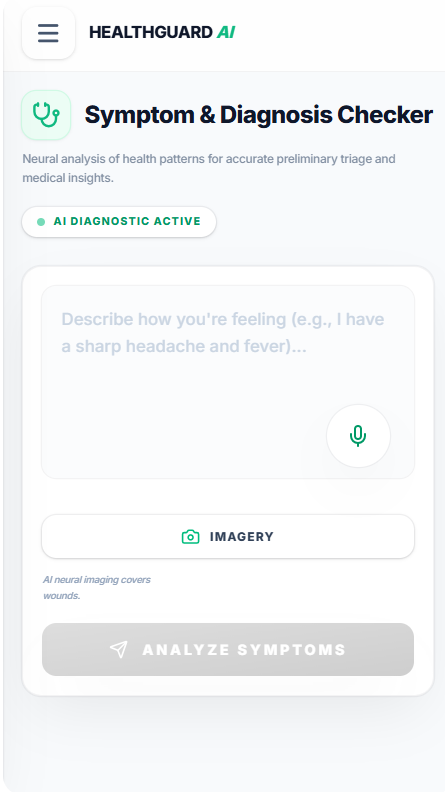 HEALTHGUARD AI
Symptom & Diagnosis Checker
Neural analysis of health patterns for accurate preliminary triage and
medical insights.
AI DIAGNOSTIC ACTIVE
Describe how you're feeling (e.g., I have
a sharp headache and fever)...
IMAGERY
AI neural imaging covers
wounds.
ANALYZE SYMPTOMS